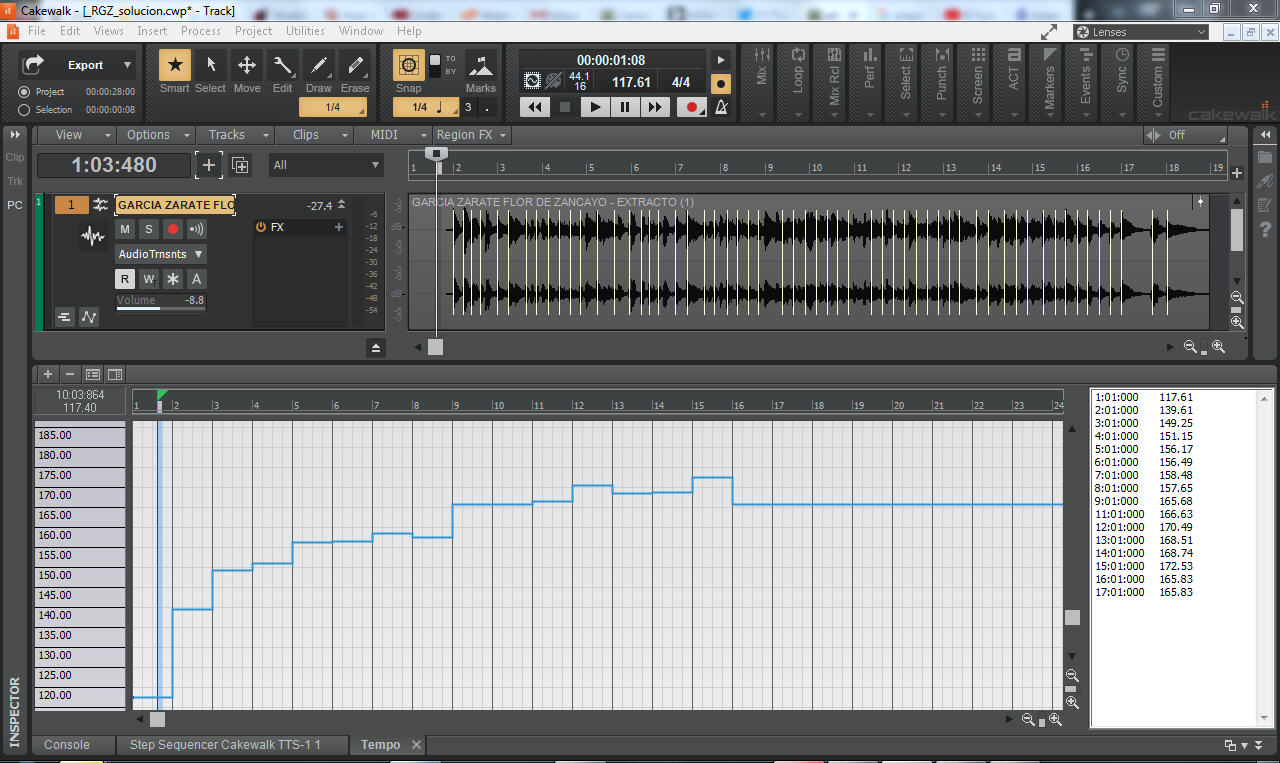 Cakewalk - [_RGZ_solucion.cwp* - Track]
File Edit Views Insert Process Project Utilities Windows Help
Lenses
Export
Project 00:00:28:00
Selection 00:00:00:08
Smart Select Move Edit Draw Erase
1/4
Snap TO BY Marks
1/4 3 .
00:00:01:08
44.1 16 117.61 4/4
Mix Loop Mix Rcl Perf Select Punch Screen ACT Markers Events Sync Custom
cakewalk
View Options Tracks Clips MIDI Region FX Off
Clip
Trk
PC
1:03:480
All
1 2 3 4 5 6 7 8 9 10 11 12 13 14 15 16 17 18 19
1 1 GARCIA ZARATE FLO -27.4
GARCIA ZARATE FLOR DE ZANCAYO - EXTRACTO (1)
M S FX
AudioTrnsnts
R W A
Volume -8.8
-6
-12
-18
-24
-30
-36
-42
-48
-54
-3
dB
-3
-3
dB
-3
10:03:864
117.40
1 2 3 4 5 6 7 8 9 10 11 12 13 14 15 16 17 18 19 20 21 22 23 24
185.00
180.00
175.00
170.00
165.00
160.00
155.00
150.00
145.00
140.00
135.00
130.00
125.00
120.00
1:01:000 117.61
2:01:000 139.61
3:01:000 149.25
4:01:000 151.15
5:01:000 156.17
6:01:000 156.49
7:01:000 158.48
8:01:000 157.65
9:01:000 165.68
11:01:000 166.63
12:01:000 170.49
13:01:000 168.51
14:01:000 168.74
15:01:000 172.53
16:01:000 165.83
17:01:000 165.83
INSPECTOR
Console Step Sequencer Cakewalk TTS-1 1 Tempo